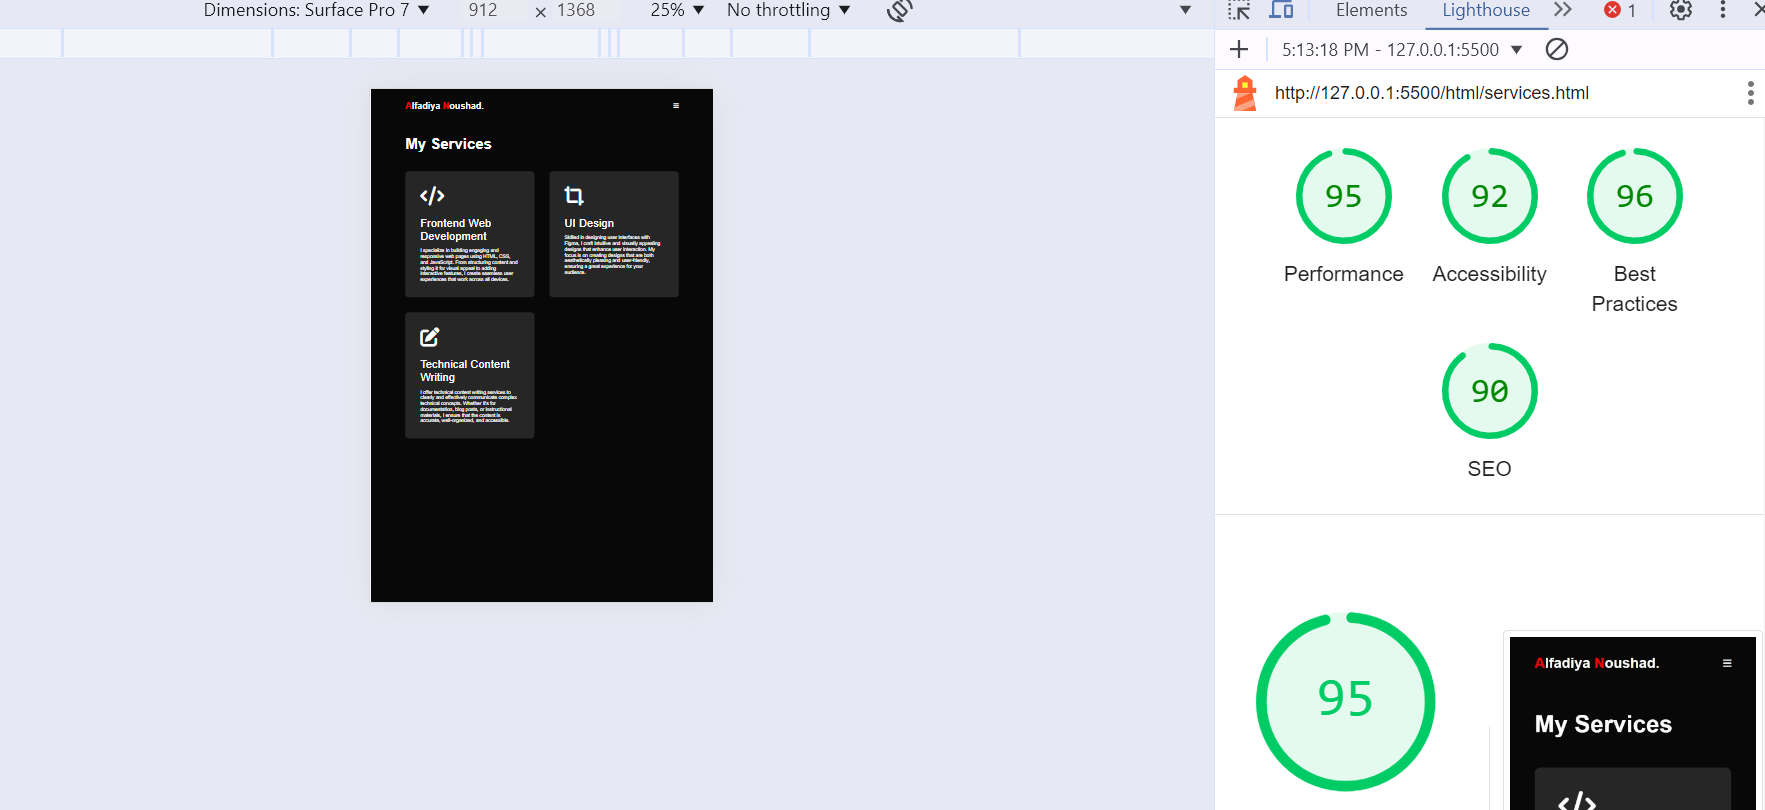 Dimensions: Surface Pro 7 ▼ 912 × 1368 25% ▼ No throttling ▼
Elements Lighthouse 1
5:13:18 PM - 127.0.0.1:5500
http://127.0.0.1:5500/html/services.html
Alfadiya Noushad.
My Services
Frontend Web
Development
I specialize in building engaging and
responsive web pages using HTML, CSS,
and JavaScript. From structuring content and
styling it for visual appeal to adding
interactive features, I create seamless user
experiences that work across all devices.
UI Design
Skilled in designing user interfaces with
Figma, I craft intuitive and visually appealing
designs that enhance user interaction. My
focus is on creating designs that are both
aesthetically pleasing and user-friendly,
ensuring a great experience for your
audience.
Technical Content
Writing
I offer technical content writing services to
clearly and effectively communicate complex
technical concepts. Whether it's for
documentation, blog posts, or instructional
materials, I ensure that the content is
accurate, well-organized, and accessible.
95
Performance
92
Accessibility
96
Best
Practices
90
SEO
95
Alfadiya Noushad.
My Services